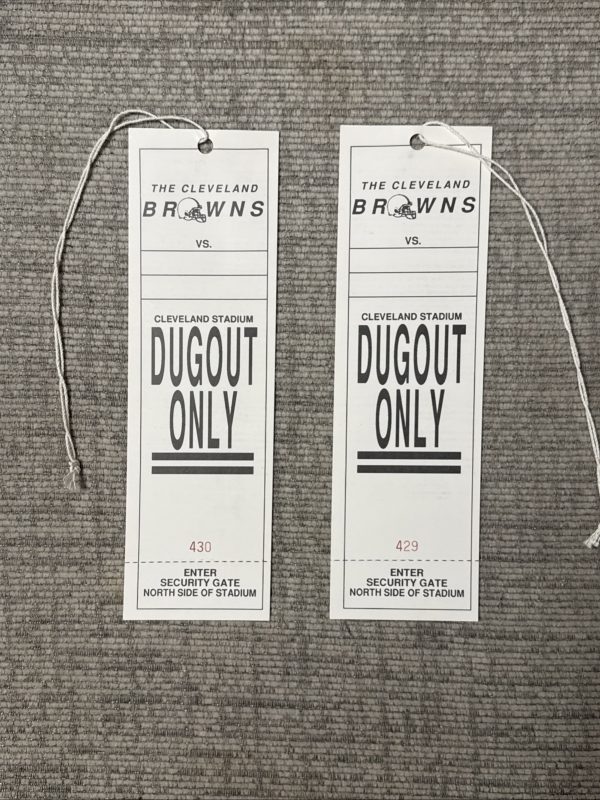 THE CLEVELAND
BROWNS
VS.
CLEVELAND STADIUM
DUGOUT
ONLY
430
ENTER
SECURITY GATE
NORTH SIDE OF STADIUM
THE CLEVELAND
BROWNS
VS.
CLEVELAND STADIUM
DUGOUT
ONLY
429
ENTER
SECURITY GATE
NORTH SIDE OF STADIUM